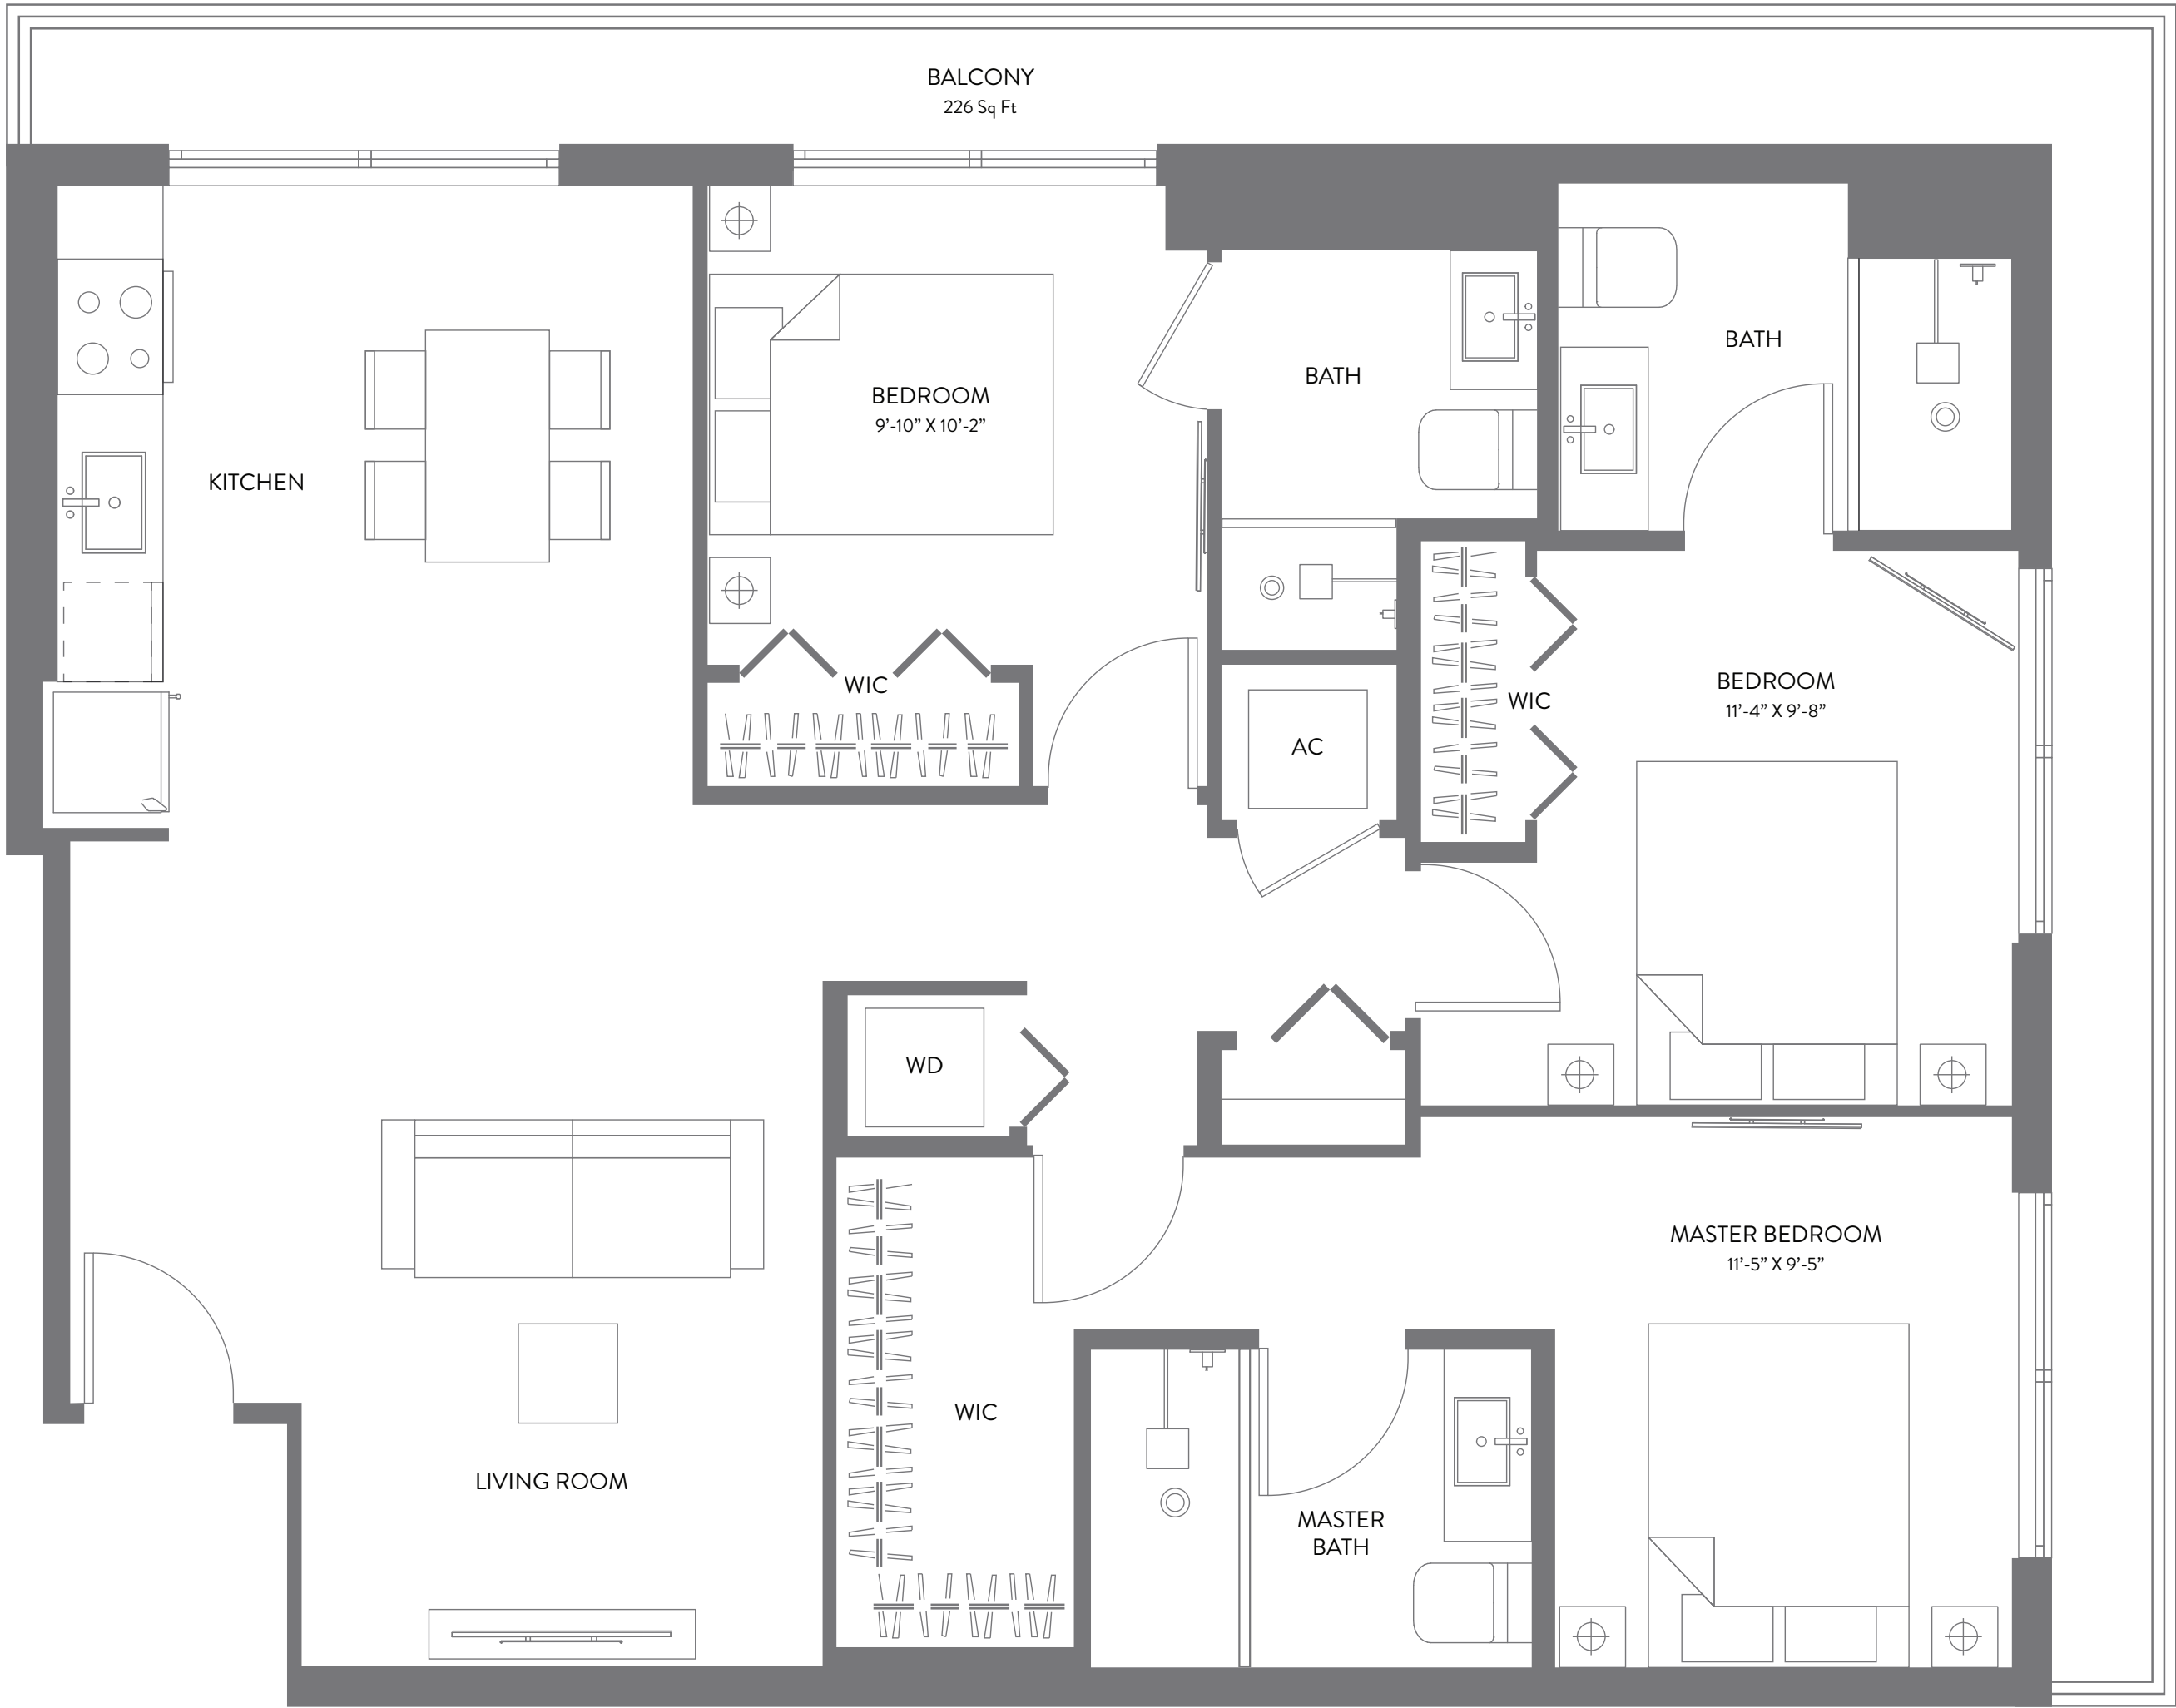 BALCONY
226 Sq Ft
BATH
BATH
BEDROOM
9’-10” X 10’-2”
KITCHEN
WIC
BEDROOM
11’-4” X 9’-8”
WIC
AC
WD
MASTER BEDROOM
11’-5” X 9’-5”
WIC
LIVING ROOM
MASTER
BATH